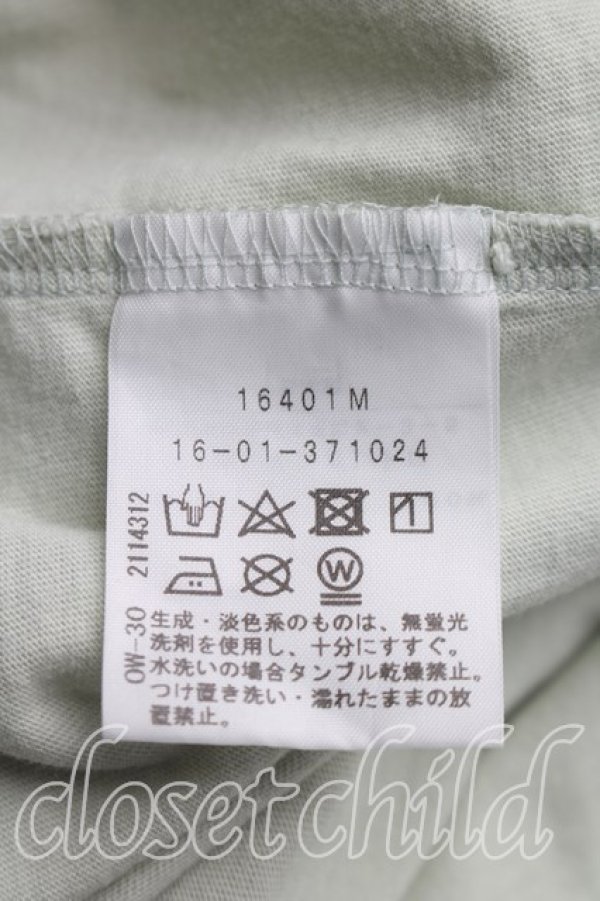 16401M
16-01-371024
OW-30 2114312
W
生成・淡色系のものは、無蛍光
洗剤を使用し、十分にすすぐ。
水洗いの場合タンブル乾燥禁止。
つけ置き洗い・濡れたままの放
置禁止。
closet child